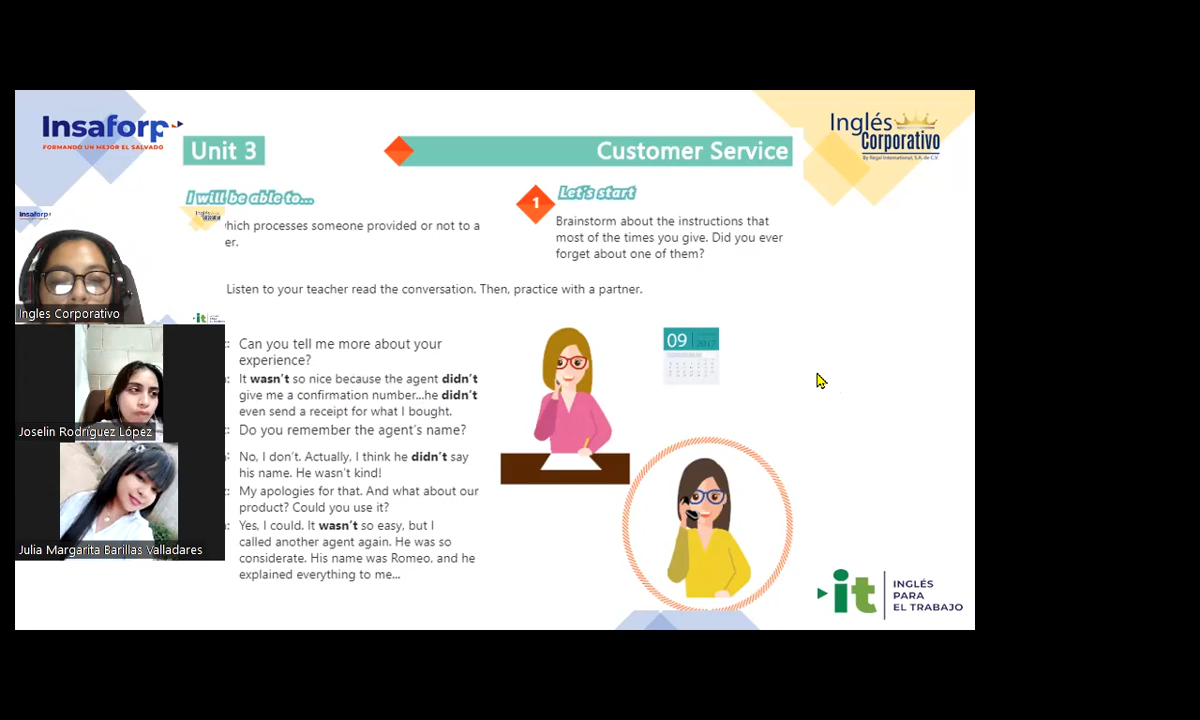 Insaforp
FORMANDO UN MEJOR EL SALVADOR
Unit 3
Customer Service
Inglés
Corporativo
By Regal International, S.A. de C.V.
I will be able to...
which processes someone provided or not to a
er.
1
Let's start
Brainstorm about the instructions that
most of the times you give. Did you ever
forget about one of them?
Listen to your teacher read the conversation. Then, practice with a partner.
Insaforp
it
Ingles Corporativo
Joselin Rodríguez López
Julia Margarita Barillas Valladares
: Can you tell me more about your
experience?
: It wasn't so nice because the agent didn't
give me a confirmation number...he didn't
even send a receipt for what I bought.
: Do you remember the agent's name?
: No, I don't. Actually, I think he didn't say
his name. He wasn't kind!
: My apologies for that. And what about our
product? Could you use it?
: Yes, I could. It wasn't so easy, but I
called another agent again. He was so
considerate. His name was Romeo, and he
explained everything to me...
09
2017
it
INGLÉS
PARA
EL TRABAJO